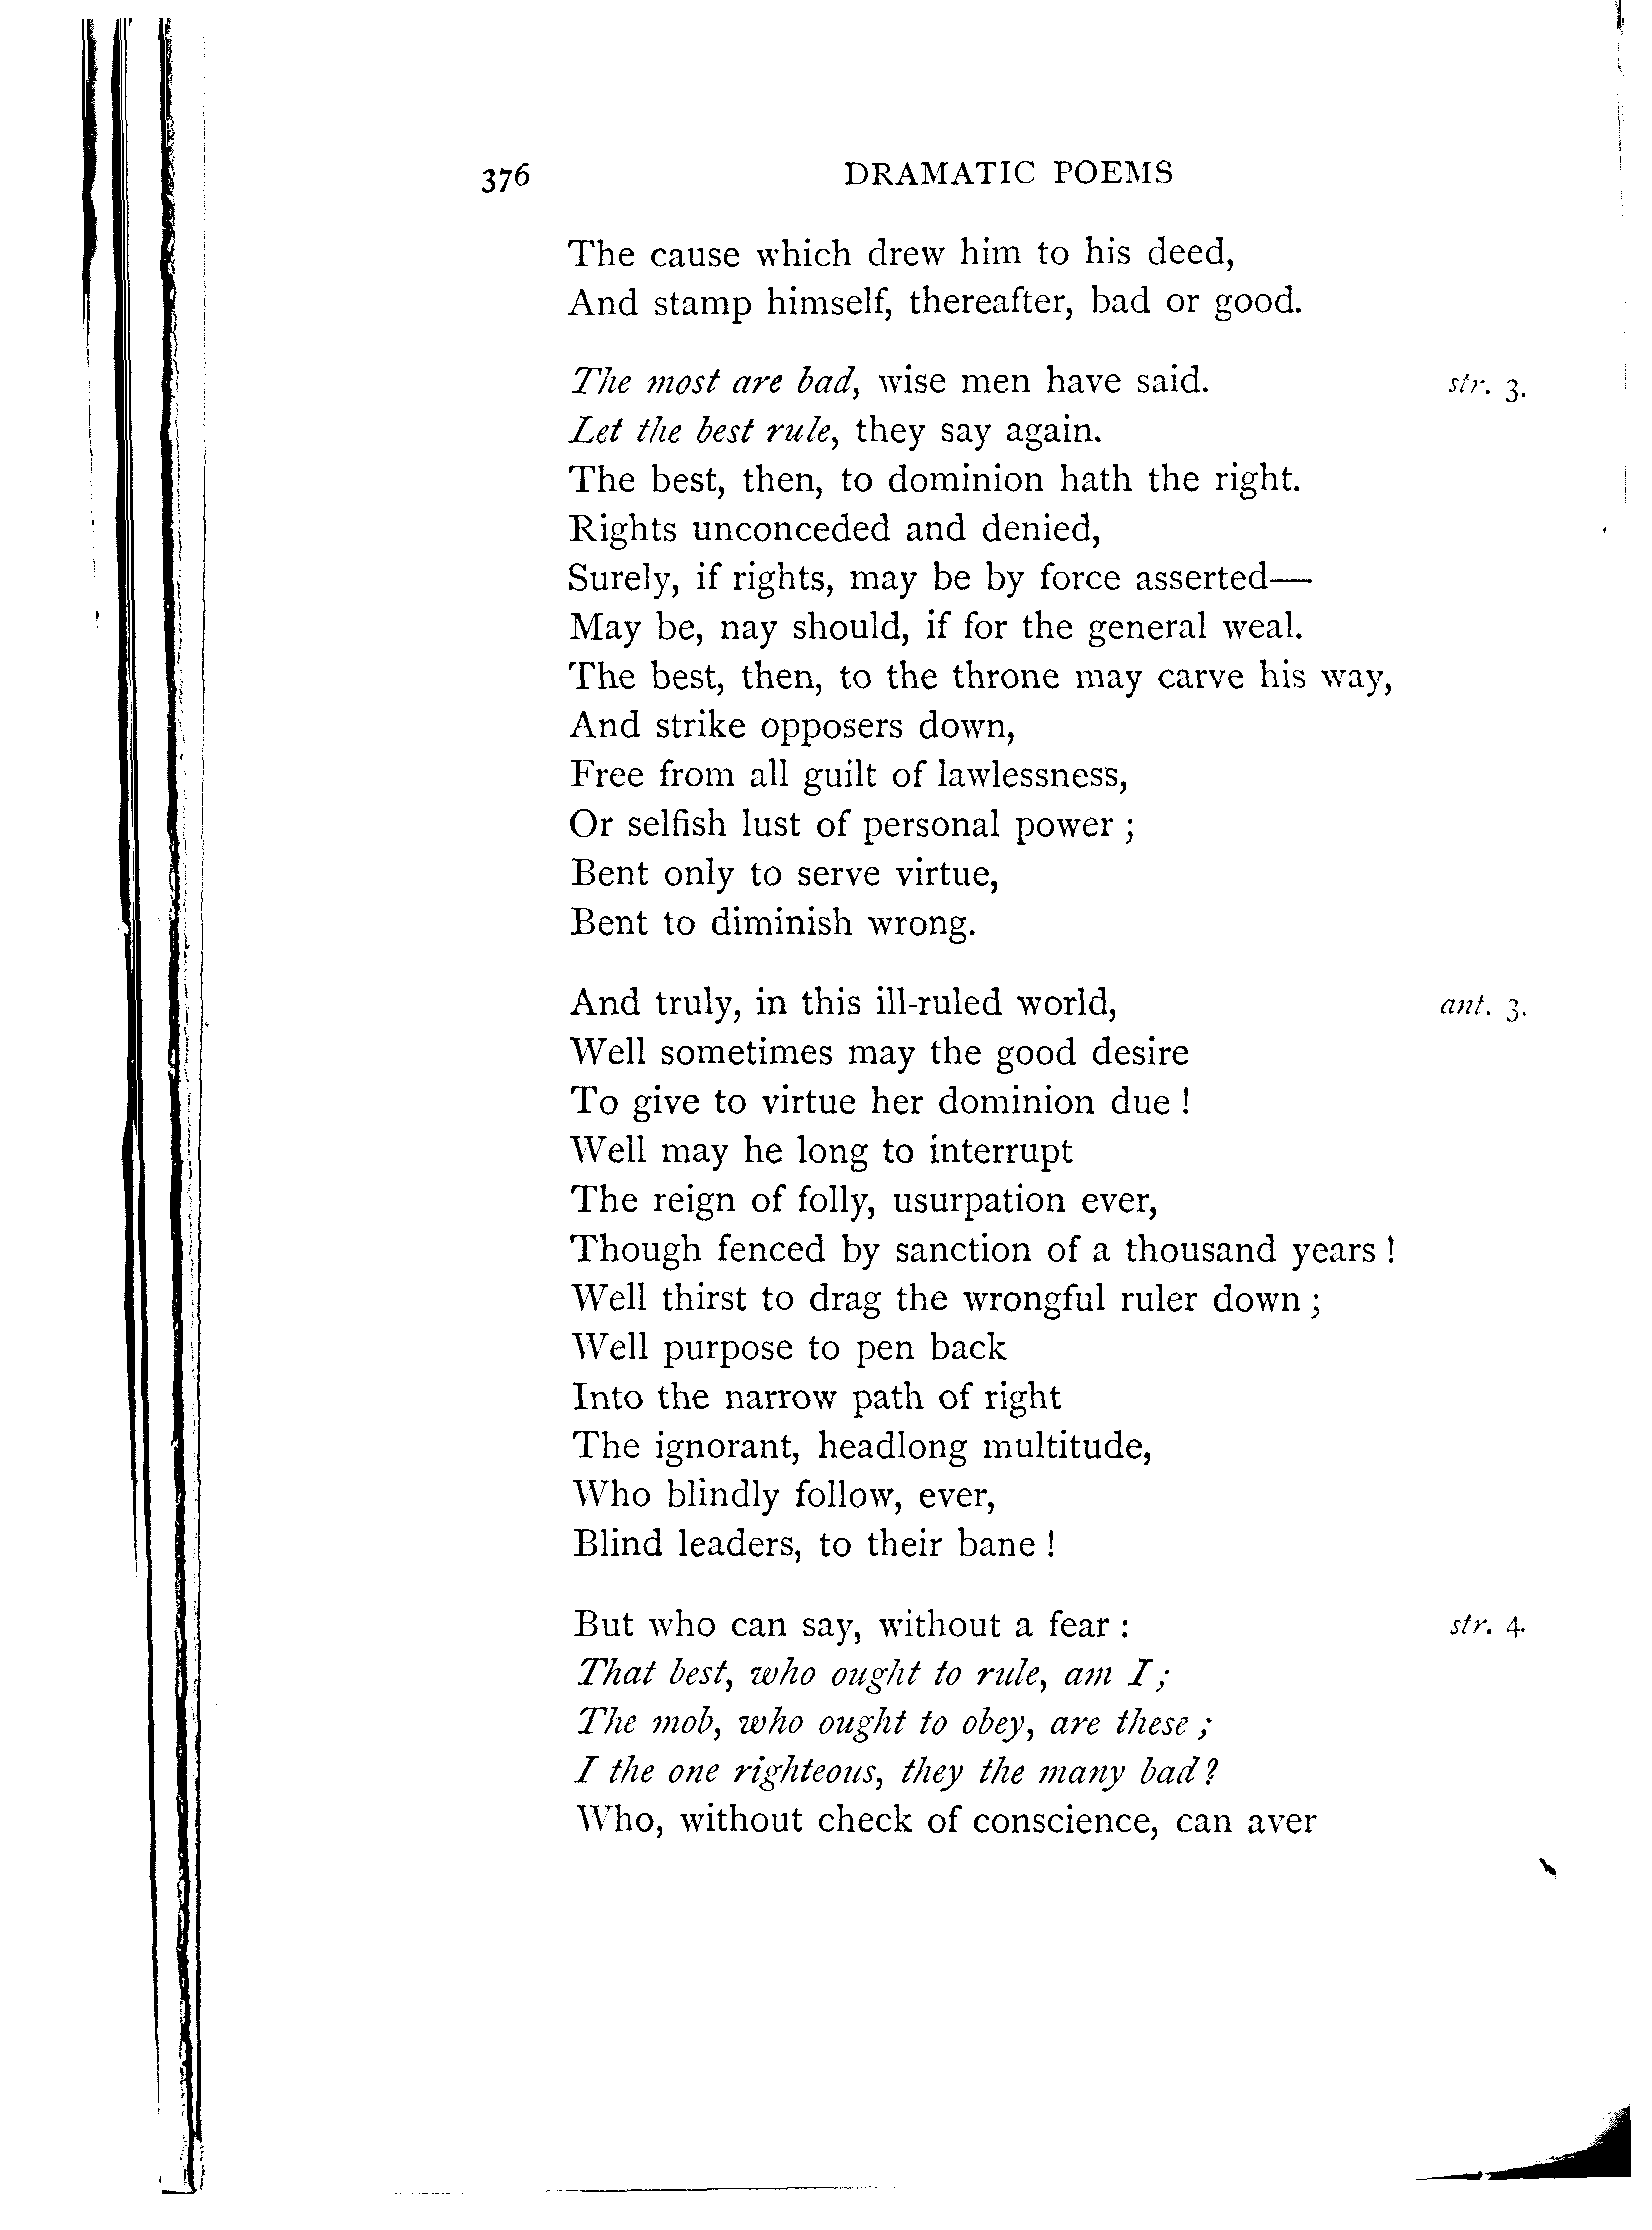 376 DRAMATIC POEMS
The cause which drew him to his deed,
And stamp himself, thereafter, bad or good.
The most are bad, wise men have said. str. 3.
Let the best rule, they say again.
The best, then, to dominion hath the right.
Rights unconceded and denied,
Surely, if rights, may be by force asserted—
May be, nay should, if for the general weal.
The best, then, to the throne may carve his way,
And strike opposers down,
Free from all guilt of lawlessness,
Or selfish lust of personal power ;
Bent only to serve virtue,
Bent to diminish wrong.
And truly, in this ill-ruled world, ant. 3.
Well sometimes may the good desire
To give to virtue her dominion due !
Well may he long to interrupt
The reign of folly, usurpation ever,
Though fenced by sanction of a thousand years !
Well thirst to drag the wrongful ruler down ;
Well purpose to pen back
Into the narrow path of right
The ignorant, headlong multitude,
Who blindly follow, ever,
Blind leaders, to their bane !
But who can say, without a fear : str. 4.
That best, who ought to rule, am I ;
The mob, who ought to obey, are these ;
I the one righteous, they the many bad ?
Who, without check of conscience, can aver